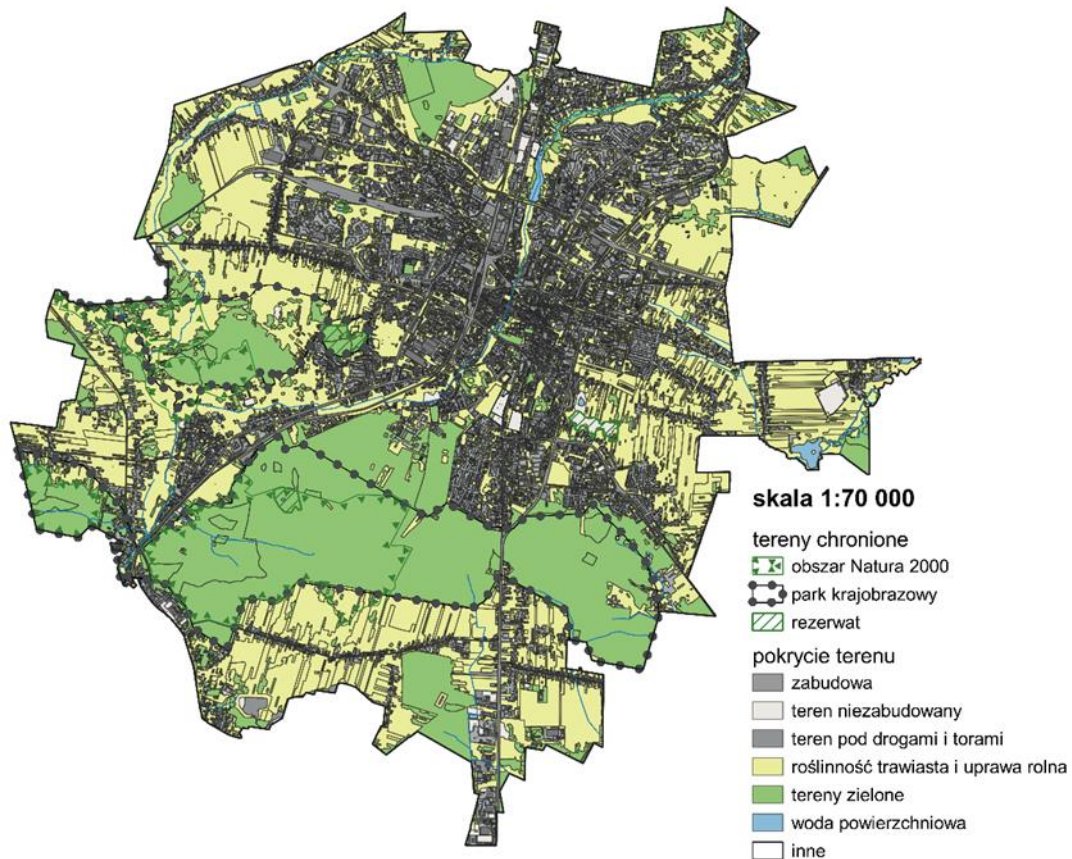 skala 1:70 000
tereny chronione
obszar Natura 2000
park krajobrazowy
rezerwat
pokrycie terenu
zabudowa
teren niezabudowany
teren pod drogami i torami
roślinność trawiasta i uprawa rolna
tereny zielone
woda powierzchniowa
inne